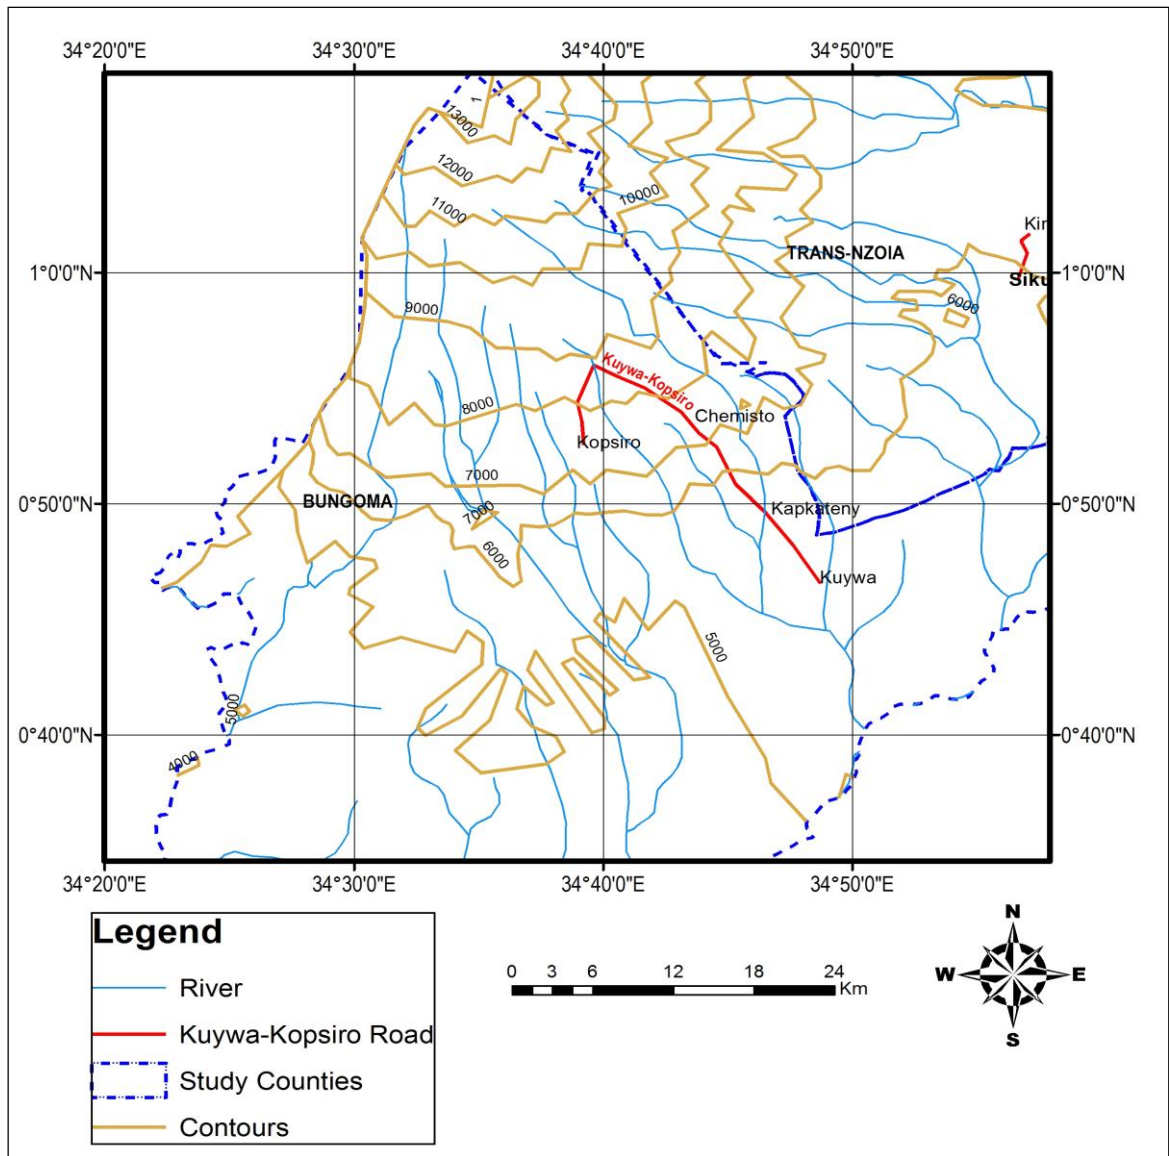 34°20'0"E 34°30'0"E 34°40'0"E 34°50'0"E
1
13000
12000
10000
11000
Kir
TRANS-NZOIA
1°0'0"N 1°0'0"N
Siku
9000
6000
Kuywa-Kopsiro
8000
Chemisto
Kopsiro
7000
BUNGOMA
0°50'0"N 0°50'0"N
7000
Kapkateny
6000
Kuywa
5000
5000
0°40'0"N 0°40'0"N
4000
34°20'0"E 34°30'0"E 34°40'0"E 34°50'0"E
Legend
River
Kuywa-Kopsiro Road
Study Counties
Contours
0 3 6 12 18 24
Km
N
W E
S